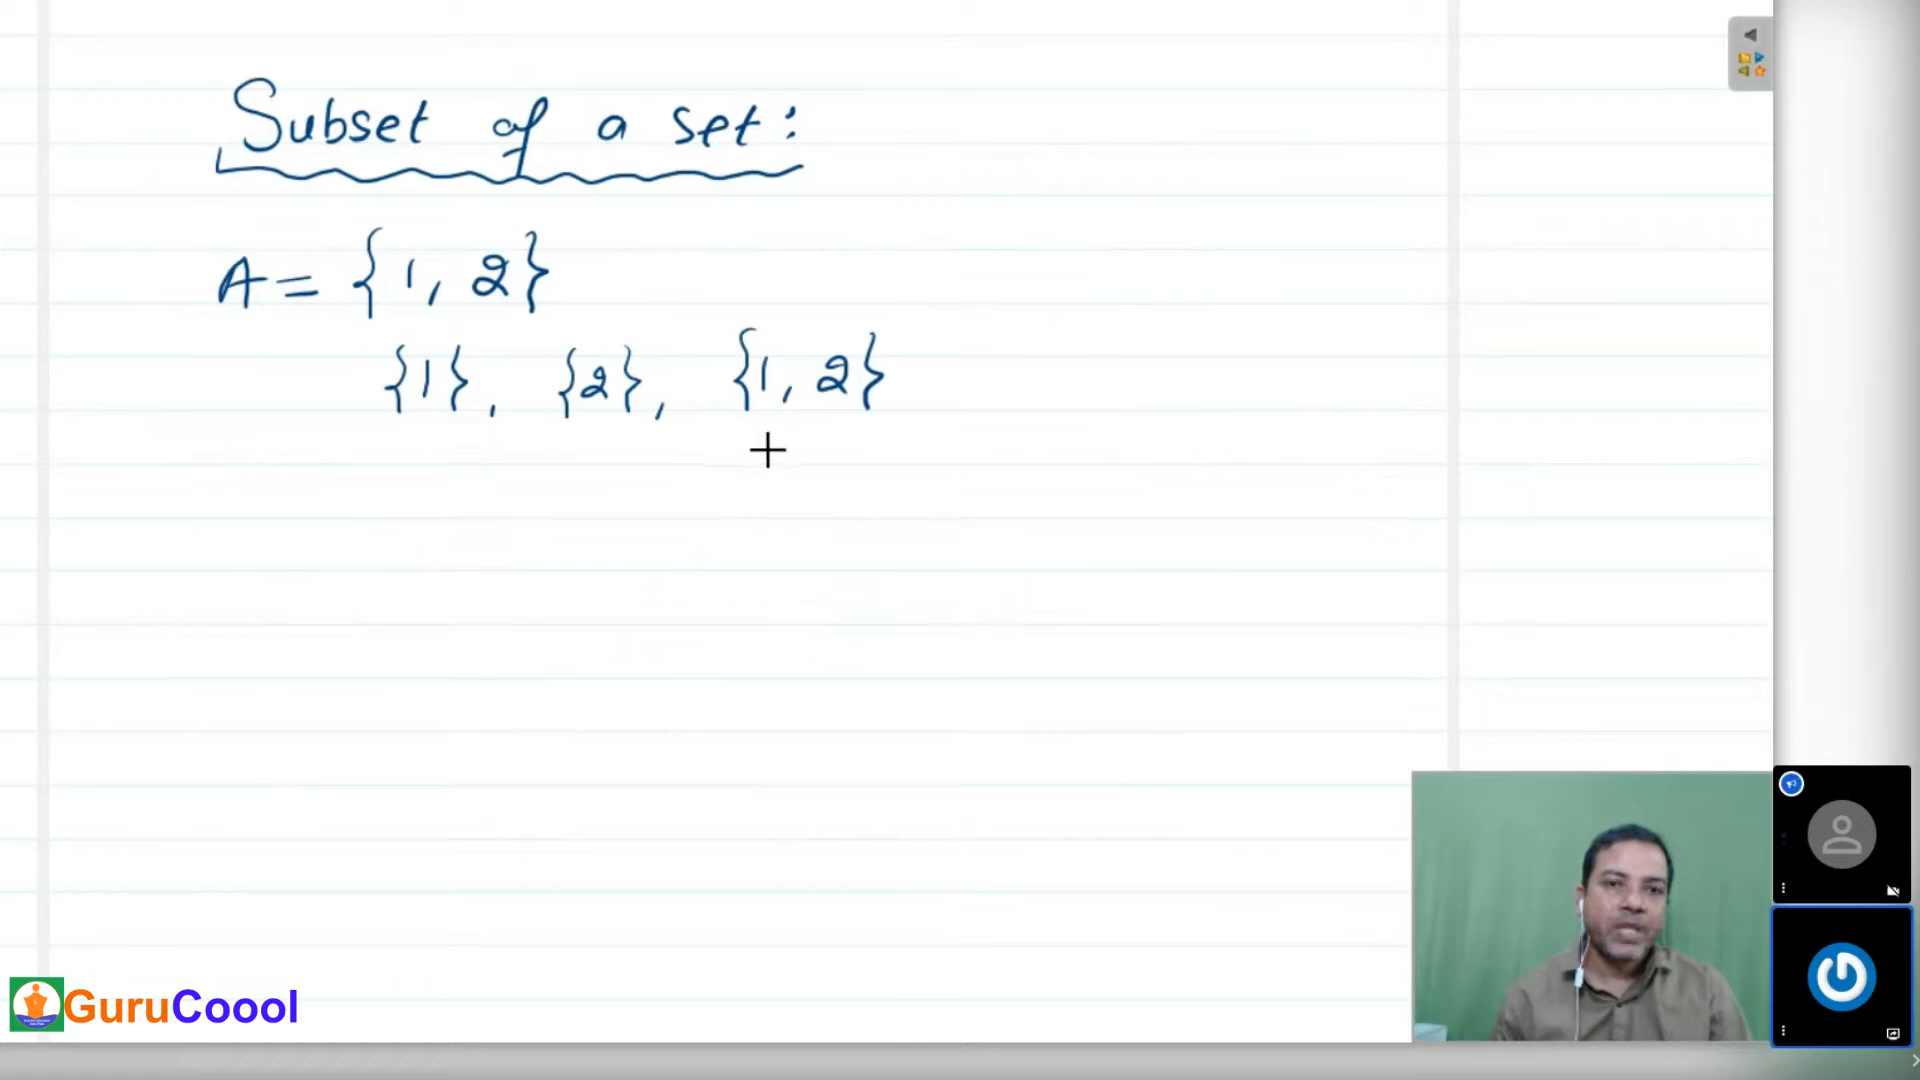 Subset of a set:
A = {1, 2}
{1}, {2}, {1, 2}
GuruCoool